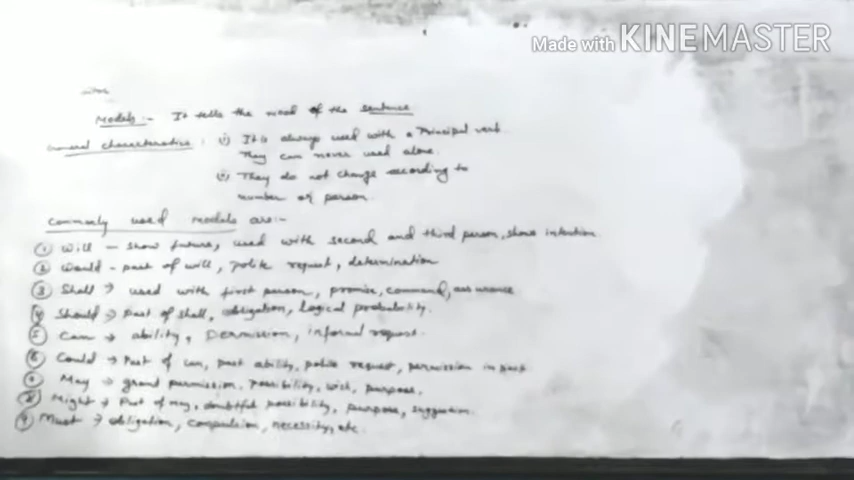 Made with KINEMASTER
Modals:- It tells the mood of the sentence
General characteristics : (i) It is always used with a Principal verb.
They can never used alone.
(ii) They do not change according to
number or person
Commonly used modals are:-
① Will - show future, used with second and third person, shows intention
② Would - past of will, polite request, determination
③ Shall → used with first person, promise, command, assurance
④ Should → Past of shall, obligation, logical probability.
⑤ Can → ability, permission, informal request.
⑥ Could → Past of can, past ability, polite request, permission in past
May → grant permission, possibility, wish, purpose.
⑧ Might → Past of may, doubtful possibility, purpose, suggestion.
⑨ Must → obligation, compulsion, necessity, etc.